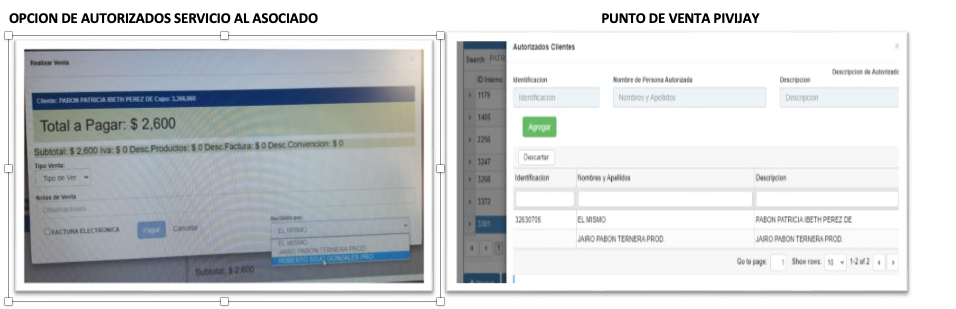 OPCION DE AUTORIZADOS SERVICIO AL ASOCIADO
PUNTO DE VENTA PIVIJAY
Realizar Venta
Cliente: PABON PATRICIA IBETH PEREZ DE Cupo: 3,366,660
Total a Pagar: $ 2,600
Subtotal: $ 2,600 Iva: $ 0 Desc.Productos: $ 0 Desc.Factura: $ 0 Desc.Convencion: $ 0
Tipo Venta:
Tipo de Ver
Notas de Venta
Observaciones
FACTURA ELECTRONICA
Pagar
Cancelar
Recibido por:
EL MISMO
EL MISMO
JAIRO PABON TERNERA PROD.
ROBERTO
Subtotal, $ 2,600
Autorizados Clientes
x
Search: PATR
ID Interno
1179
1405
2256
3247
3268
3372
3381
Descripcion de Autorizado
Identificacion
Nombre de Persona Autorizada
Descripcion
Identificacion
Nombres y Apellidos
Descripcion
Agregar
Descartar
Identificacion
Nombres y Apellidos
Descripcion
32630705
EL MISMO
PABON PATRICIA IBETH PEREZ DE
JAIRO PABON TERNERA PROD.
JAIRO PABON TERNERA PROD.
Go to page: 1 Show rows: 10 1-2 of 2